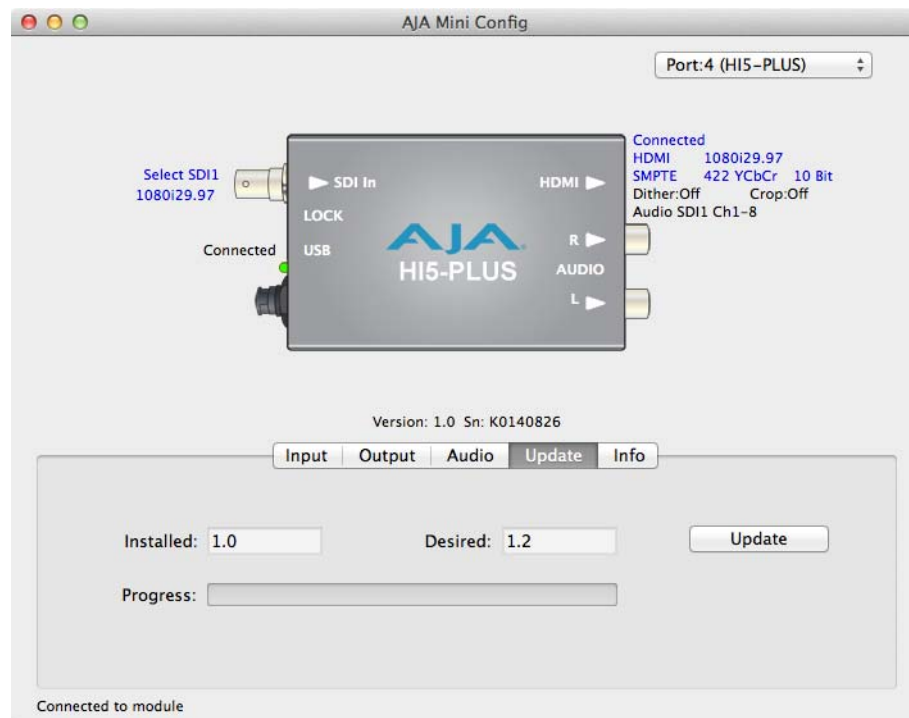 AJA Mini Config
Port:4 (HI5-PLUS)
Select SDI1
1080i29.97
Connected
SDI In
LOCK
USB
AJA
HI5-PLUS
HDMI
R
AUDIO
L
Connected
HDMI 1080i29.97
SMPTE 422 YCbCr 10 Bit
Dither:Off Crop:Off
Audio SDI1 Ch1-8
Version: 1.0 Sn: K0140826
Input Output Audio Update Info
Installed: 1.0 Desired: 1.2 Update
Progress:
Connected to module